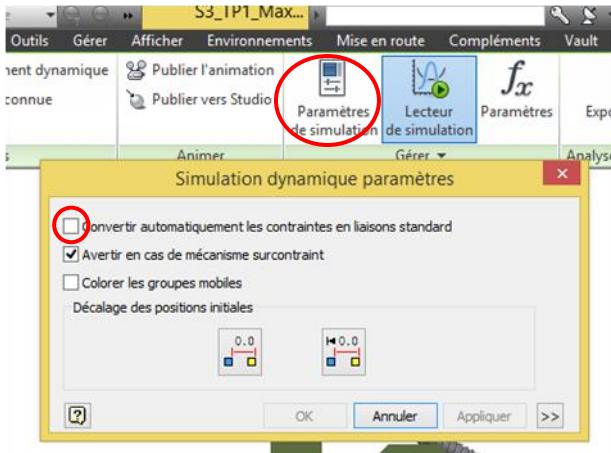 S3_TP1_Max...
Outils Gérer Afficher Environnements Mise en route Compléments Vault
ment dynamique Publier l'animation
connue Publier vers Studio
Paramètres de simulation
Lecteur de simulation
fx Paramètres
Expo
s Animer Gérer Analyse
Simulation dynamique paramètres
Convertir automatiquement les contraintes en liaisons standard
Avertir en cas de mécanisme surcontraint
Colorer les groupes mobiles
Décalage des positions initiales
0.0 0.0
? OK Annuler Appliquer >>